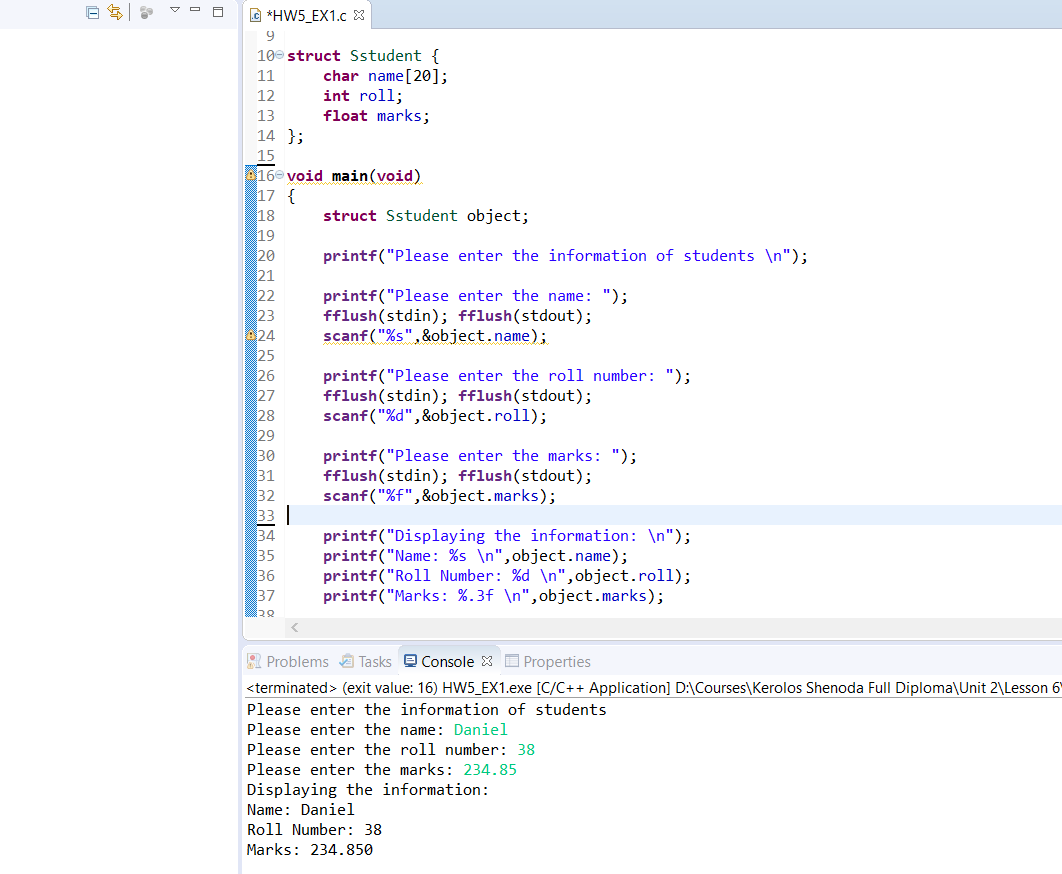 *HW5_EX1.c
9
10 struct Sstudent {
11     char name[20];
12     int roll;
13     float marks;
14 };
15
16 void main(void)
17 {
18     struct Sstudent object;
19
20     printf("Please enter the information of students \n");
21
22     printf("Please enter the name: ");
23     fflush(stdin); fflush(stdout);
24     scanf("%s",&object.name);
25
26     printf("Please enter the roll number: ");
27     fflush(stdin); fflush(stdout);
28     scanf("%d",&object.roll);
29
30     printf("Please enter the marks: ");
31     fflush(stdin); fflush(stdout);
32     scanf("%f",&object.marks);
33
34     printf("Displaying the information: \n");
35     printf("Name: %s \n",object.name);
36     printf("Roll Number: %d \n",object.roll);
37     printf("Marks: %.3f \n",object.marks);
38
Problems Tasks Console Properties
<terminated> (exit value: 16) HW5_EX1.exe [C/C++ Application] D:\Courses\Kerolos Shenoda Full Diploma\Unit 2\Lesson 6\
Please enter the information of students
Please enter the name: Daniel
Please enter the roll number: 38
Please enter the marks: 234.85
Displaying the information:
Name: Daniel
Roll Number: 38
Marks: 234.850